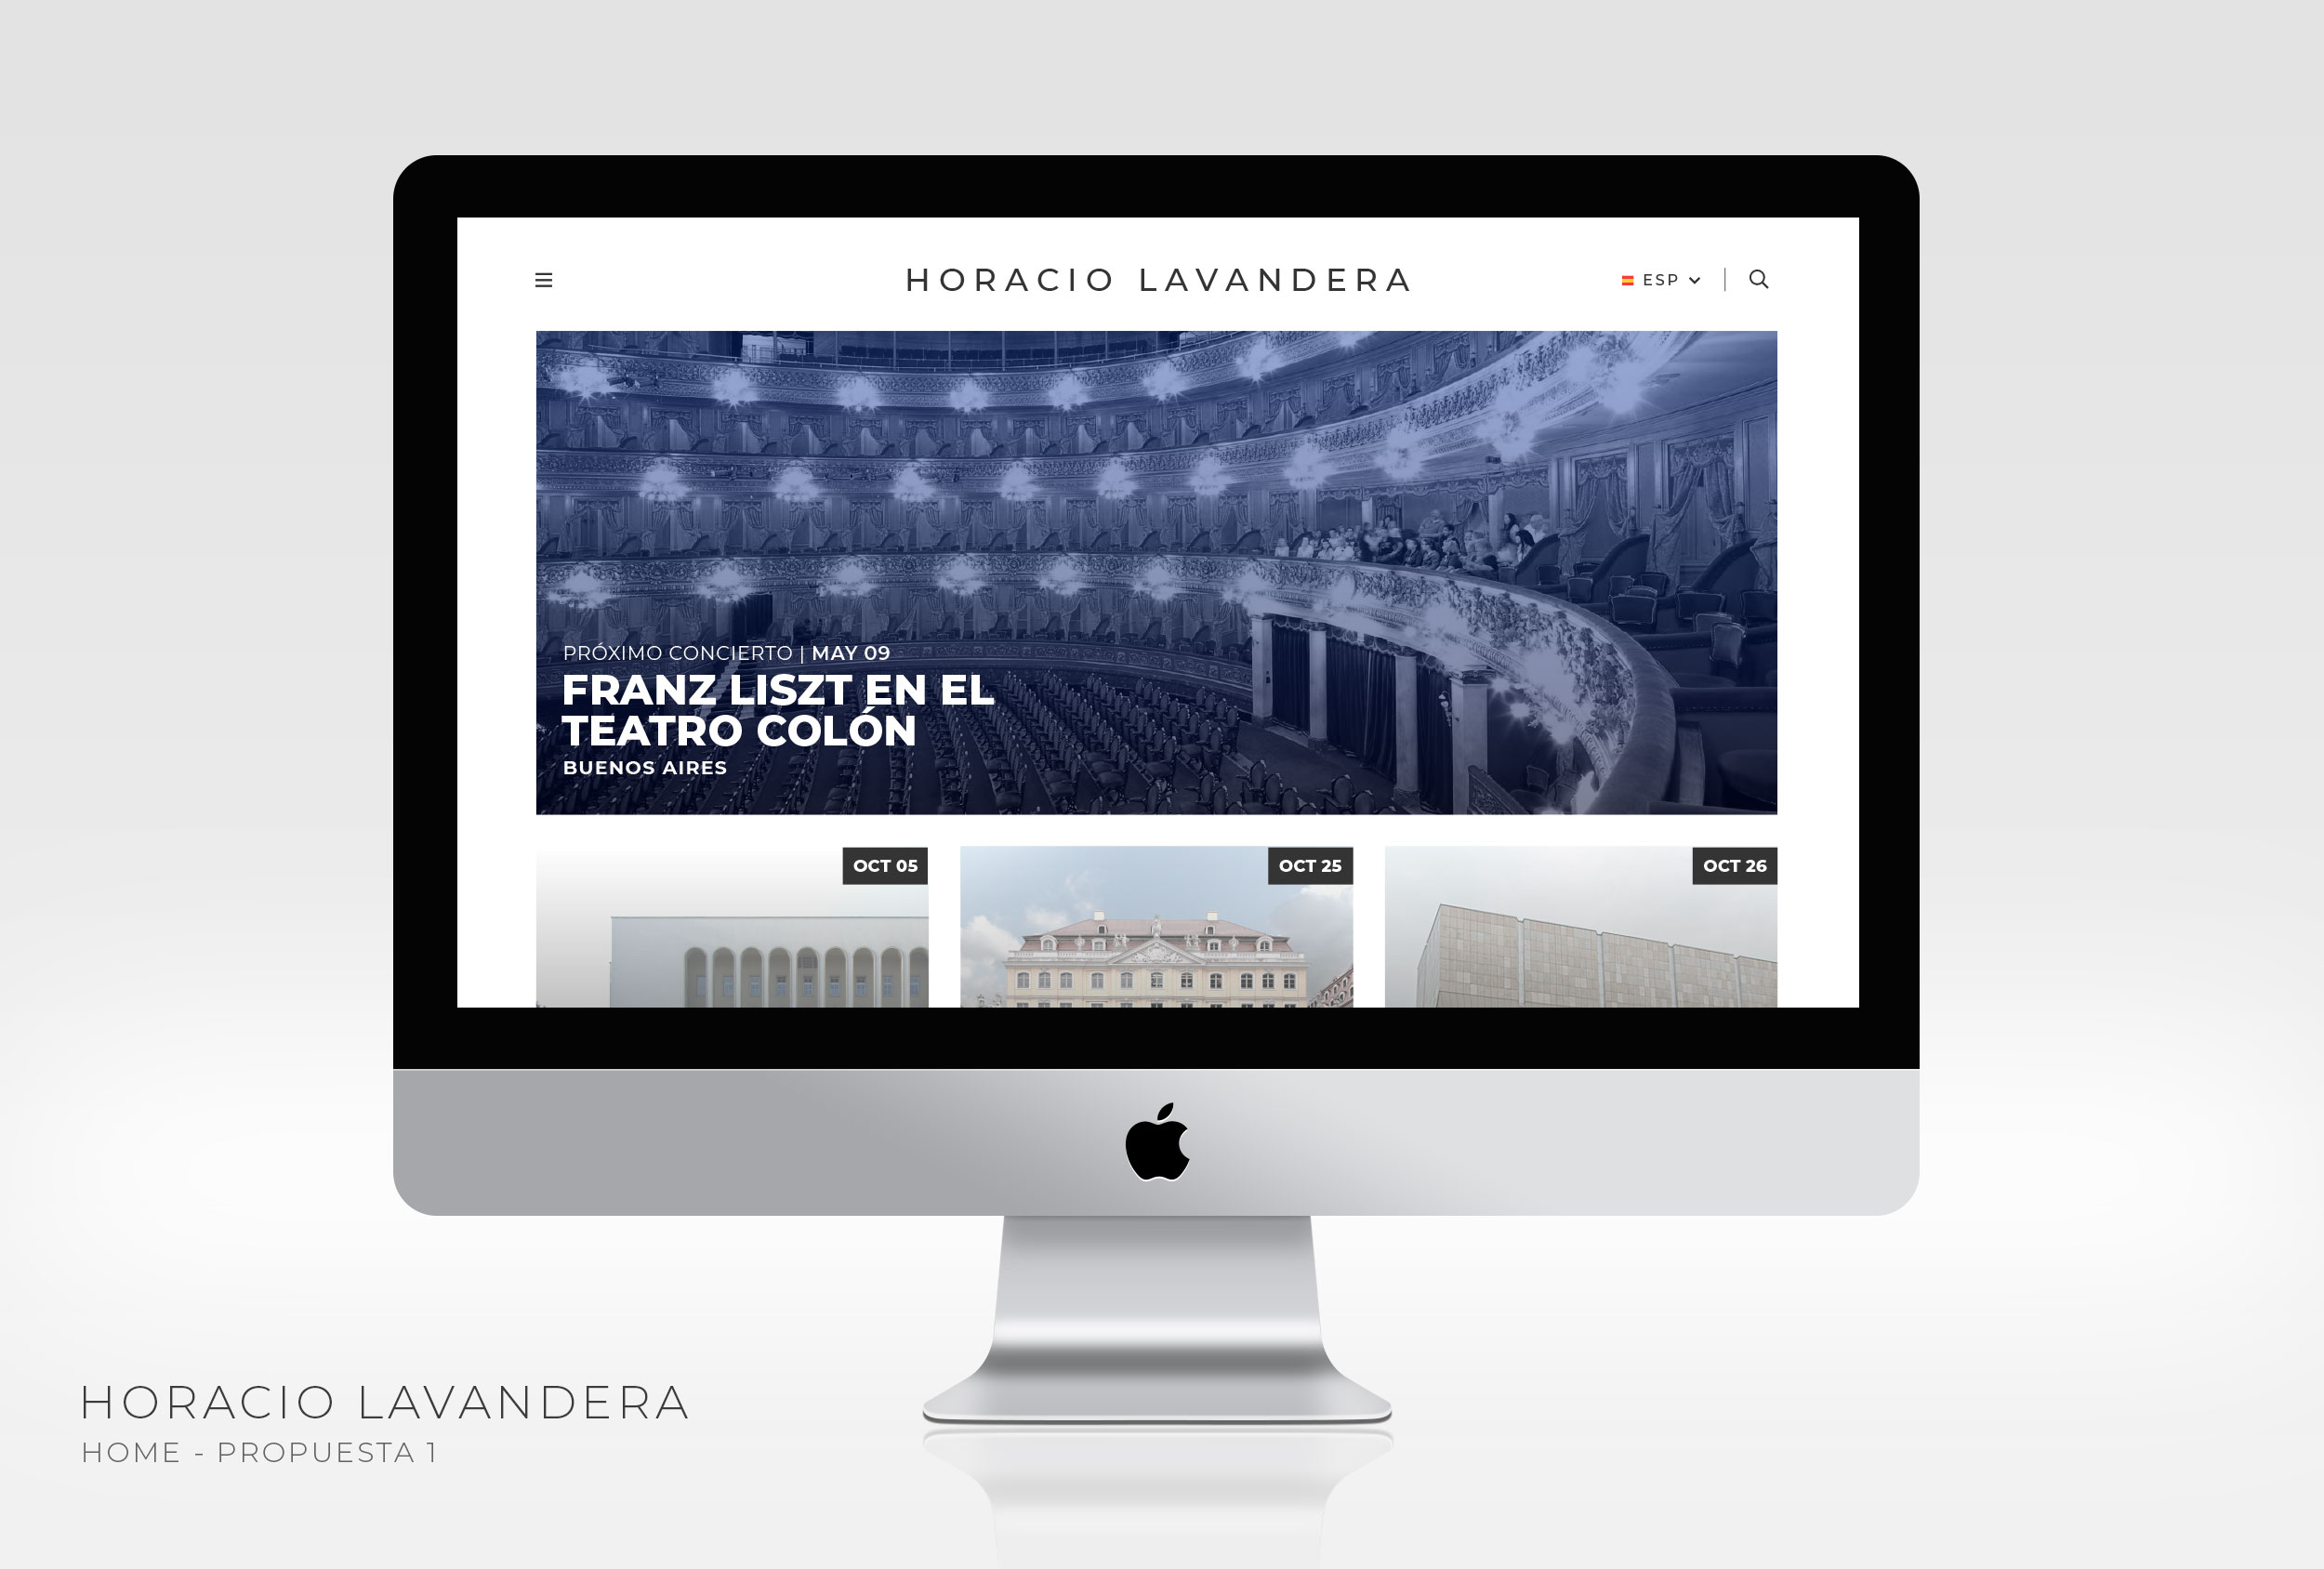 HORACIO LAVANDERA
ESP
PRÓXIMO CONCIERTO | MAY 09
FRANZ LISZT EN EL
TEATRO COLÓN
BUENOS AIRES
OCT 05
OCT 25
OCT 26
HORACIO LAVANDERA
HOME - PROPUESTA 1